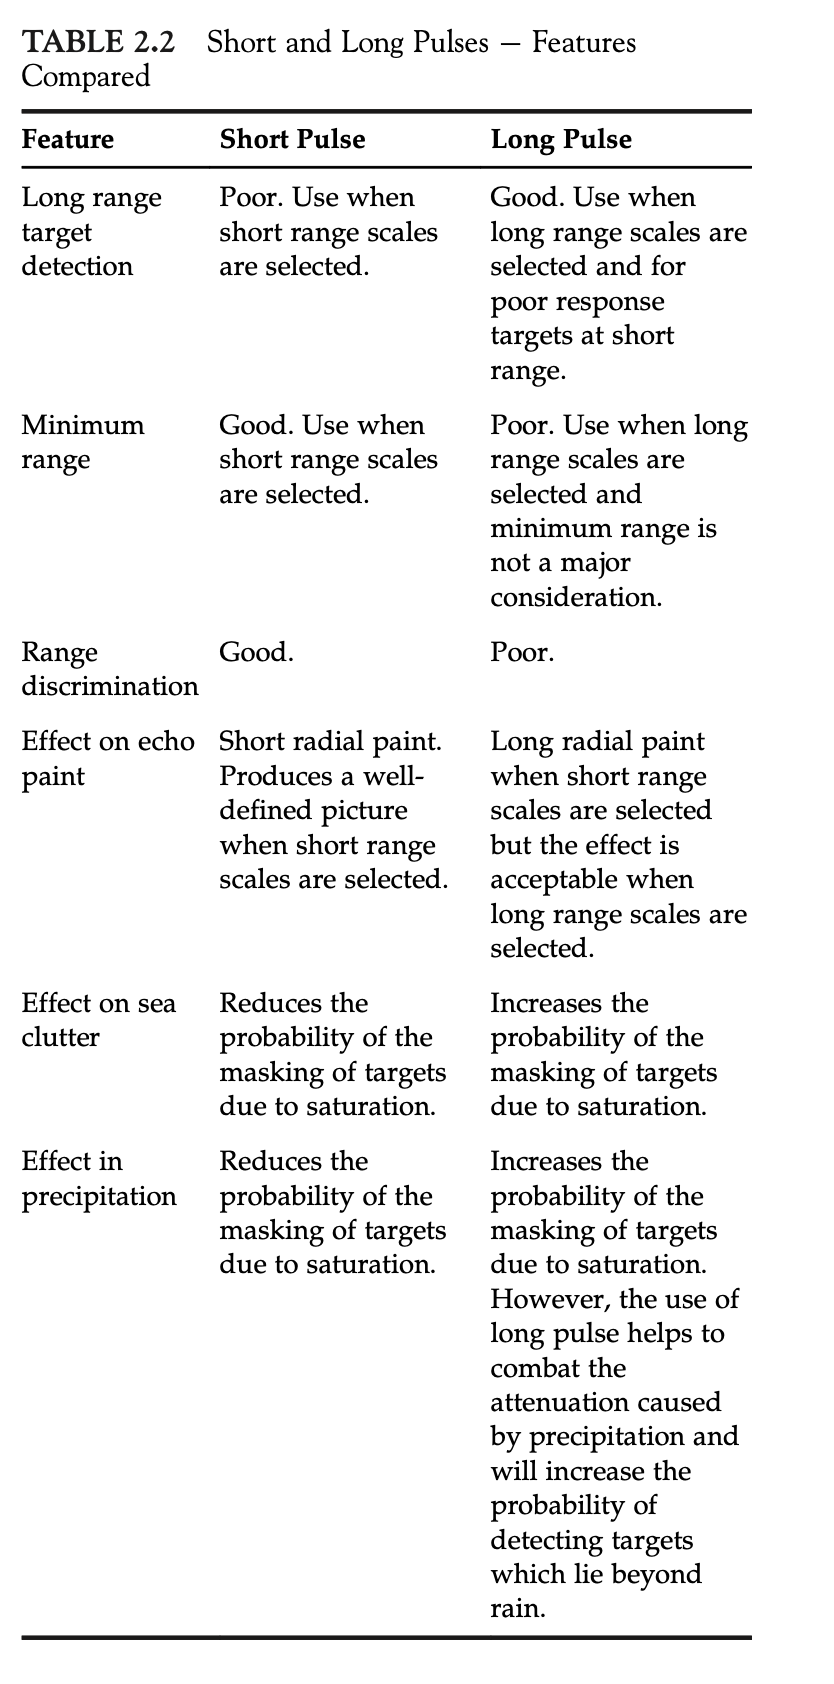 TABLE 2.2 Short and Long Pulses — Features
Compared
Feature Short Pulse Long Pulse
Long range
target
detection
Poor. Use when
short range scales
are selected.
Good. Use when
long range scales are
selected and for
poor response
targets at short
range.
Minimum
range
Good. Use when
short range scales
are selected.
Poor. Use when long
range scales are
selected and
minimum range is
not a major
consideration.
Range
discrimination
Good.
Poor.
Effect on echo
paint
Short radial paint.
Produces a well-
defined picture
when short range
scales are selected.
Long radial paint
when short range
scales are selected
but the effect is
acceptable when
long range scales are
selected.
Effect on sea
clutter
Reduces the
probability of the
masking of targets
due to saturation.
Increases the
probability of the
masking of targets
due to saturation.
Effect in
precipitation
Reduces the
probability of the
masking of targets
due to saturation.
Increases the
probability of the
masking of targets
due to saturation.
However, the use of
long pulse helps to
combat the
attenuation caused
by precipitation and
will increase the
probability of
detecting targets
which lie beyond
rain.